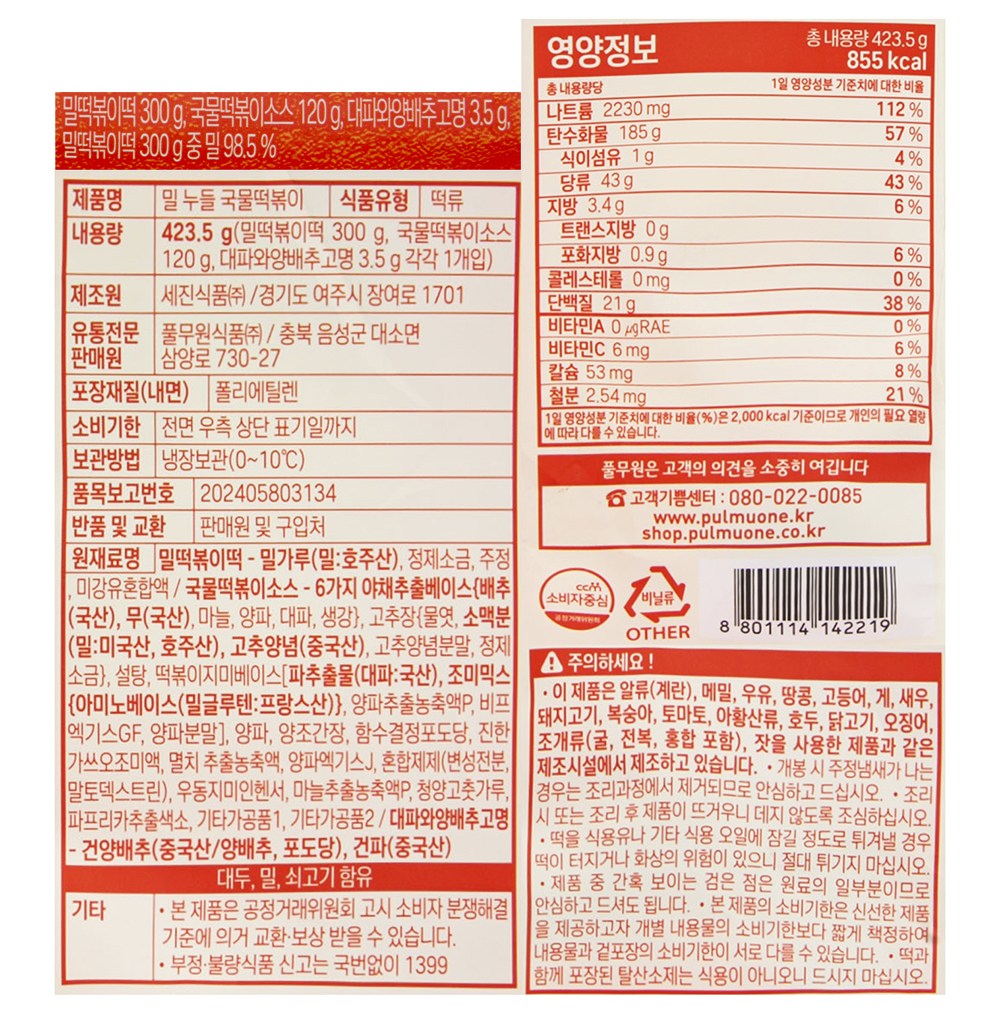 밀떡볶이떡 300 g, 국물떡볶이소스 120 g, 대파와양배추고명 3.5 g,
밀떡볶이떡 300 g 중 밀 98.5 %
제품명 밀 누들 국물떡볶이 식품유형 떡류
내용량 423.5 g(밀떡볶이떡 300 g, 국물떡볶이소스
120 g, 대파와양배추고명 3.5 g 각각 1개입)
제조원 세진식품㈜ /경기도 여주시 장여로 1701
유통전문 풀무원식품㈜ / 충북 음성군 대소면
판매원 삼양로 730-27
포장재질(내면) 폴리에틸렌
소비기한 전면 우측 상단 표기일까지
보관방법 냉장보관(0~10℃)
품목보고번호 202405803134
반품 및 교환 판매원 및 구입처
원재료명 밀떡볶이떡 - 밀가루(밀:호주산), 정제소금, 주정
, 미강유혼합액 / 국물떡볶이소스 - 6가지 야채추출베이스{배추
(국산), 무(국산), 마늘, 양파, 대파, 생강}, 고추장{물엿, 소맥분
(밀:미국산, 호주산), 고추양념(중국산), 고추양념분말, 정제
소금}, 설탕, 떡볶이지미베이스[파추출물(대파:국산), 조미믹스
{아미노베이스(밀글루텐:프랑스산)}, 양파추출농축액P, 비프
엑기스GF, 양파분말], 양파, 양조간장, 함수결정포도당, 진한
가쓰오조미액, 멸치 추출농축액, 양파엑기스J, 혼합제제(변성전분,
말토덱스트린), 우동지미인헨서, 마늘추출농축액P, 청양고춧가루,
파프리카추출색소, 기타가공품1, 기타가공품2 / 대파와양배추고명
- 건양배추(중국산/양배추, 포도당), 건파(중국산)
대두, 밀, 쇠고기 함유
기타 • 본 제품은 공정거래위원회 고시 소비자 분쟁해결
기준에 의거 교환·보상 받을 수 있습니다.
• 부정·불량식품 신고는 국번없이 1399
영양정보 총 내용량 423.5 g
855 kcal
총 내용량당 1일 영양성분 기준치에 대한 비율
나트륨 2230 mg 112 %
탄수화물 185 g 57 %
식이섬유 1 g 4 %
당류 43 g 43 %
지방 3.4 g 6 %
트랜스지방 0 g
포화지방 0.9 g 6 %
콜레스테롤 0 mg 0 %
단백질 21 g 38 %
비타민A 0 μgRAE 0 %
비타민C 6 mg 6 %
칼슘 53 mg 8 %
철분 2.54 mg 21 %
1일 영양성분 기준치에 대한 비율(%)은 2,000 kcal 기준이므로 개인의 필요 열량
에 따라 다를 수 있습니다.
풀무원은 고객의 의견을 소중히 여깁니다
☎ 고객기쁨센터 : 080-022-0085
www.pulmuone.kr
shop.pulmuone.co.kr
CCM
소비자중심
공정거래위원회
비닐류
OTHER
8 801114 142219
주의하세요 !
• 이 제품은 알류(계란), 메밀, 우유, 땅콩, 고등어, 게, 새우,
돼지고기, 복숭아, 토마토, 아황산류, 호두, 닭고기, 오징어,
조개류(굴, 전복, 홍합 포함), 잣을 사용한 제품과 같은
제조시설에서 제조하고 있습니다. • 개봉 시 주정냄새가 나는
경우는 조리과정에서 제거되므로 안심하고 드십시오. • 조리
시 또는 조리 후 제품이 뜨거우니 데지 않도록 조심하십시오.
• 떡을 식용유나 기타 식용 오일에 잠길 정도로 튀겨낼 경우
떡이 터지거나 화상의 위험이 있으니 절대 튀기지 마십시오.
• 제품 중 간혹 보이는 검은 점은 원료의 일부분이므로
안심하고 드셔도 됩니다. • 본 제품의 소비기한은 신선한 제품
을 제공하고자 개별 내용물의 소비기한보다 짧게 책정하여
내용물과 겉포장의 소비기한이 서로 다를 수 있습니다. • 떡과
함께 포장된 탈산소제는 식용이 아니오니 드시지 마십시오.